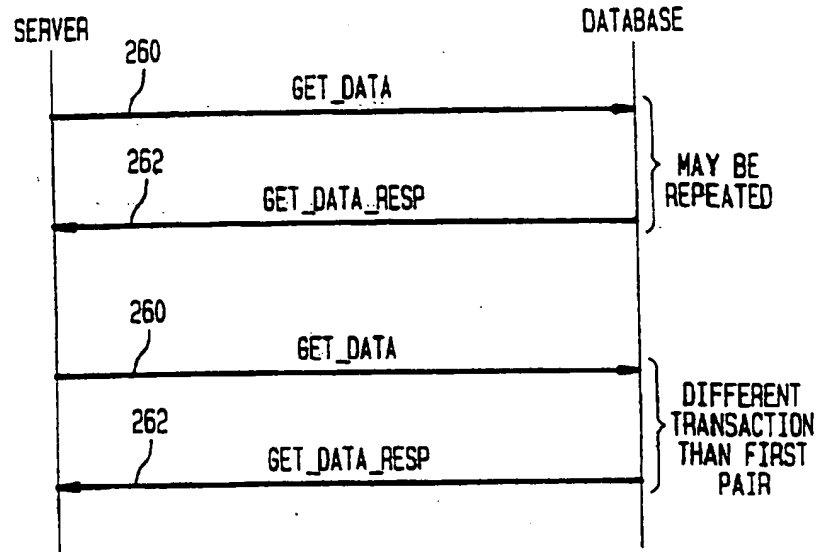 SERVER
DATABASE
260
GET_DATA
262
GET_DATA_RESP
MAY BE
REPEATED
260
GET_DATA
262
GET_DATA_RESP
DIFFERENT
TRANSACTION
THAN FIRST
PAIR